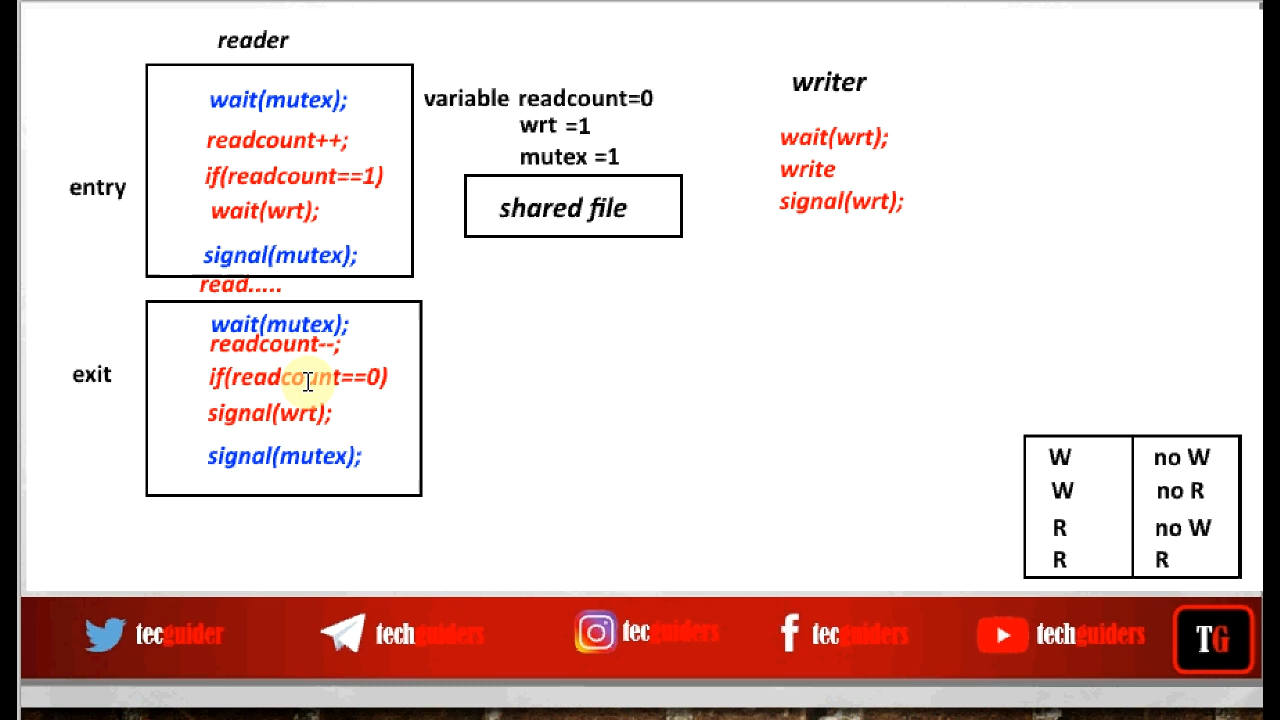 reader
wait(mutex);
readcount++;
if(readcount==1)
wait(wrt);
signal(mutex);
entry
read.....
wait(mutex);
readcount--;
if(readcount==0)
signal(wrt);
signal(mutex);
exit
variable readcount=0
wrt =1
mutex =1
shared file
writer
wait(wrt);
write
signal(wrt);
W no W
W no R
R no W
R R
tecguider
techguiders
tecguiders
tecguiders
techguiders
TG